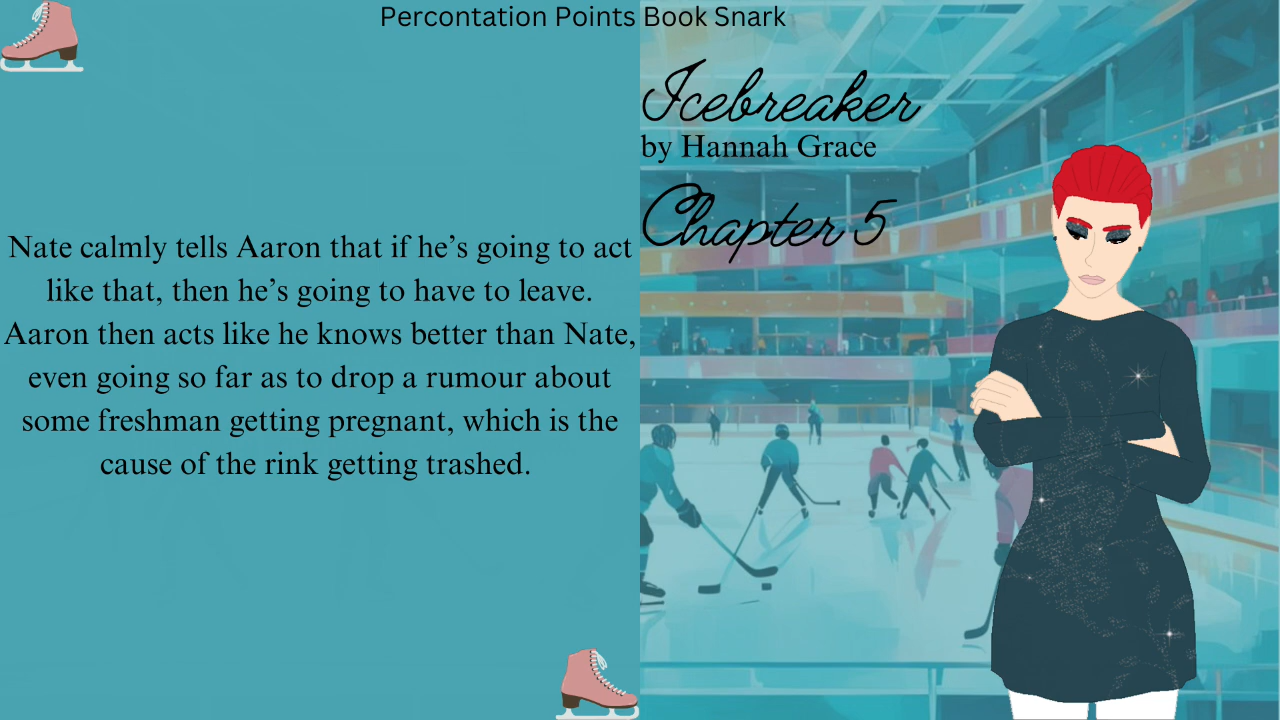 Percontation Points Book Snark
Icebreaker
by Hannah Grace
Chapter 5
Nate calmly tells Aaron that if he’s going to act
like that, then he’s going to have to leave.
Aaron then acts like he knows better than Nate,
even going so far as to drop a rumour about
some freshman getting pregnant, which is the
cause of the rink getting trashed.